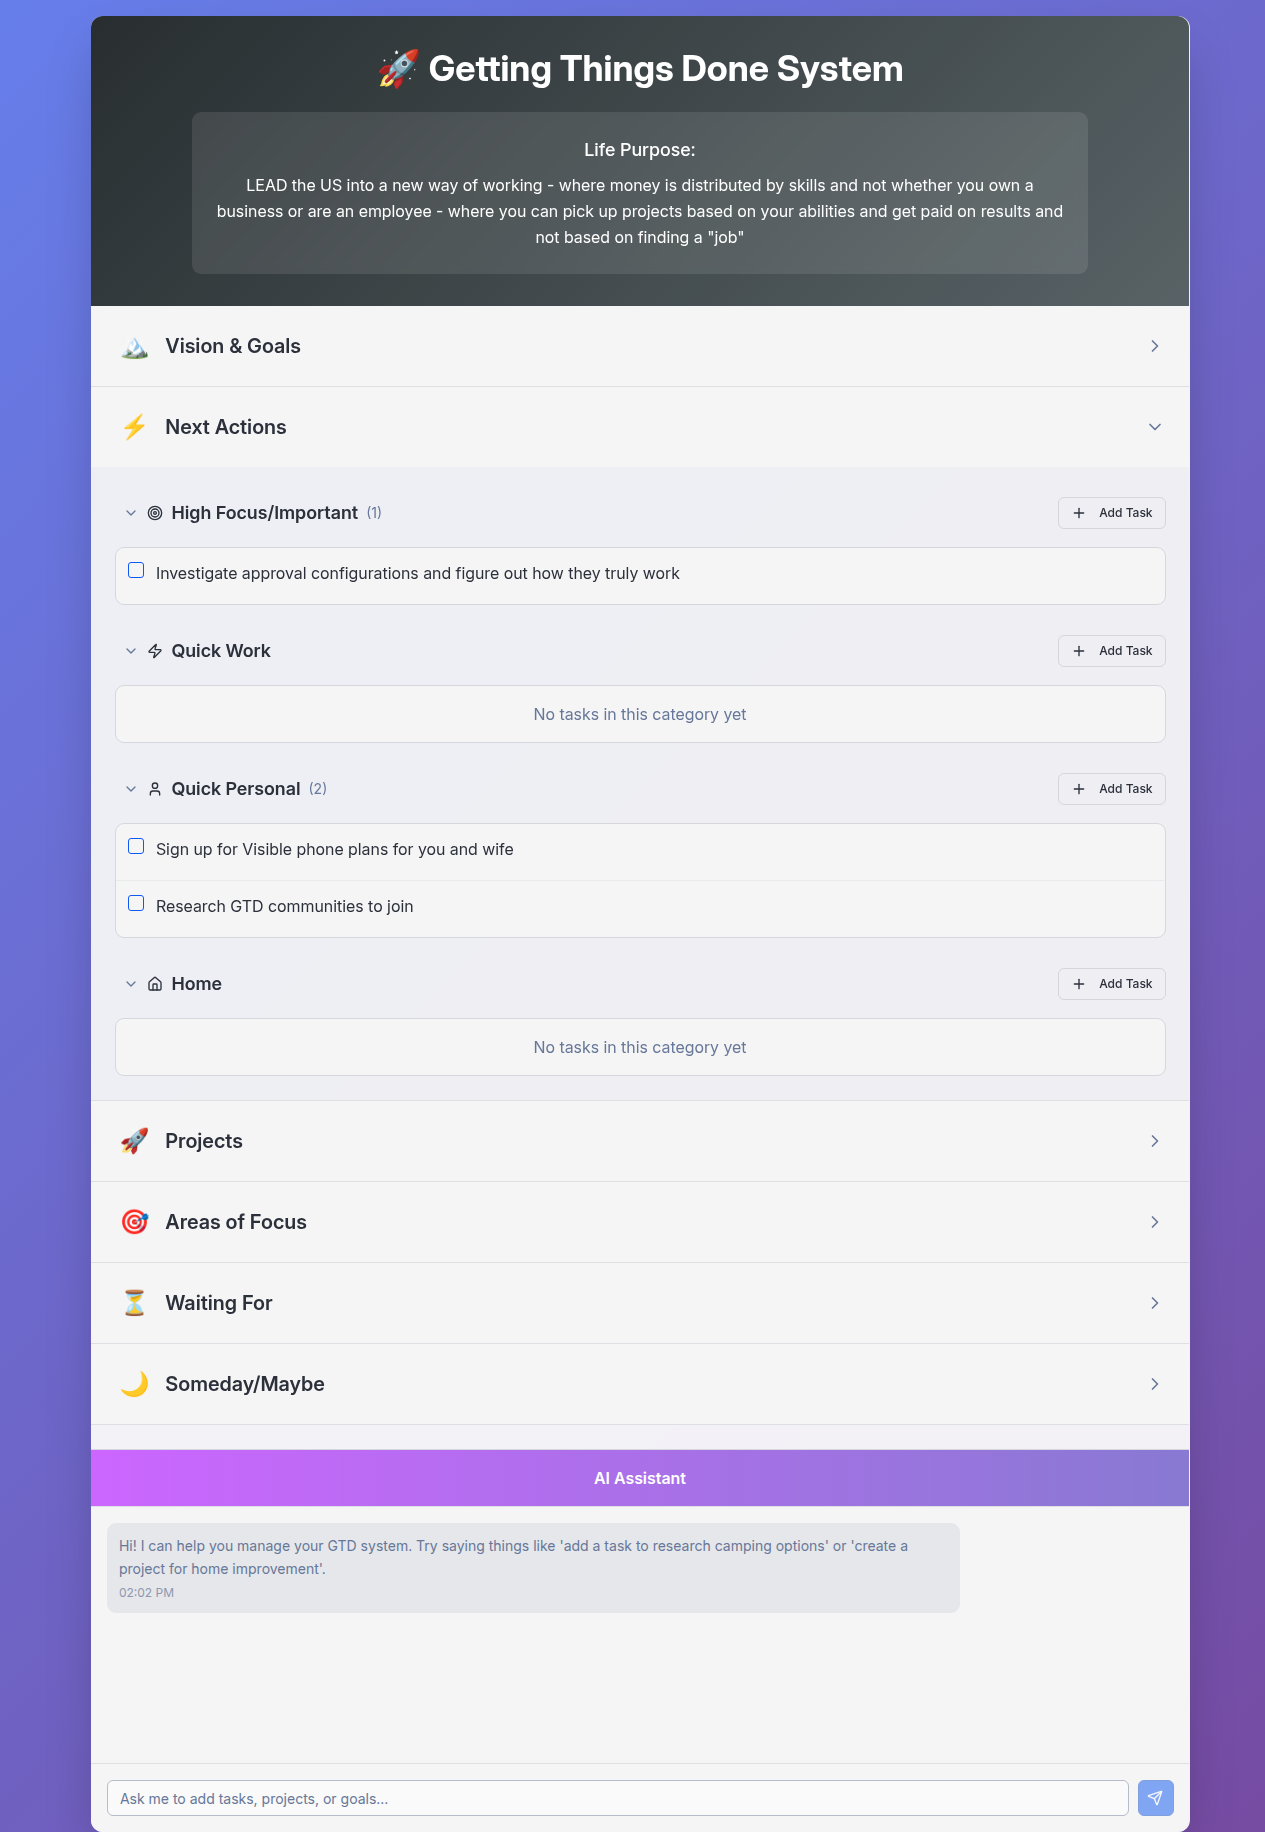 🚀 Getting Things Done System
Life Purpose:
LEAD the US into a new way of working - where money is distributed by skills and not whether you own a
business or are an employee - where you can pick up projects based on your abilities and get paid on results and
not based on finding a "job"
Vision & Goals
Next Actions
High Focus/Important (1)
Add Task
Investigate approval configurations and figure out how they truly work
Quick Work
Add Task
No tasks in this category yet
Quick Personal (2)
Add Task
Sign up for Visible phone plans for you and wife
Research GTD communities to join
Home
Add Task
No tasks in this category yet
Projects
Areas of Focus
Waiting For
Someday/Maybe
AI Assistant
Hi! I can help you manage your GTD system. Try saying things like 'add a task to research camping options' or 'create a
project for home improvement'.
02:02 PM
Ask me to add tasks, projects, or goals...